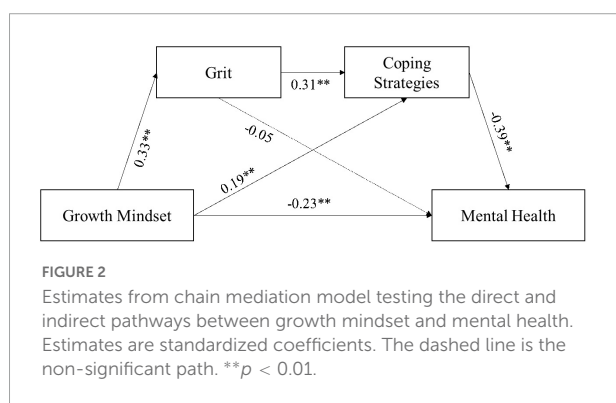 Grit
Coping
Strategies
0.31**
0.33**
-0.05
0.19**
-0.39**
Growth Mindset
-0.23**
Mental Health
FIGURE 2
Estimates from chain mediation model testing the direct and
indirect pathways between growth mindset and mental health.
Estimates are standardized coefficients. The dashed line is the
non-significant path. **p < 0.01.